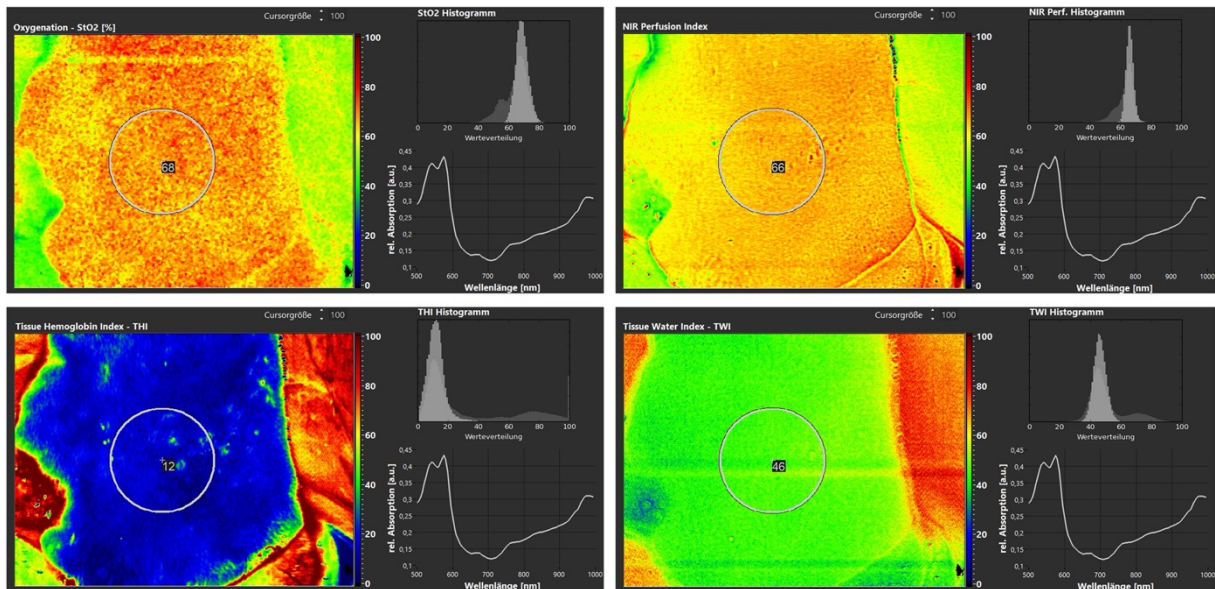 Cursorgröße 100
StO2 Histogramm
Oxygenation - StO2 [%]
100
80
60
40
20
0
68
0 20 40 60 80 100
Werteverteilung
0,45
0,4
0,35
0,3
0,25
0,2
0,15
0,1
rel. Absorption [a.u.]
500 600 700 800 900 1000
Wellenlänge [nm]
Cursorgröße 100
NIR Perf. Histogramm
NIR Perfusion Index
100
80
60
40
20
0
66
0 20 40 60 80 100
Werteverteilung
0,45
0,4
0,35
0,3
0,25
0,2
0,15
0,1
rel. Absorption [a.u.]
500 600 700 800 900 1000
Wellenlänge [nm]
Cursorgröße 100
THI Histogramm
Tissue Hemoglobin Index - THI
100
80
60
40
20
0
12
0 20 40 60 80 100
Werteverteilung
0,45
0,4
0,35
0,3
0,25
0,2
0,15
0,1
rel. Absorption [a.u.]
500 600 700 800 900 1000
Wellenlänge [nm]
Cursorgröße 100
TWI Histogramm
Tissue Water Index - TWI
100
80
60
40
20
0
46
0 20 40 60 80 100
Werteverteilung
0,45
0,4
0,35
0,3
0,26
0,2
0,15
0,1
rel. Absorption [a.u.]
500 600 700 800 900 1000
Wellenlänge [nm]